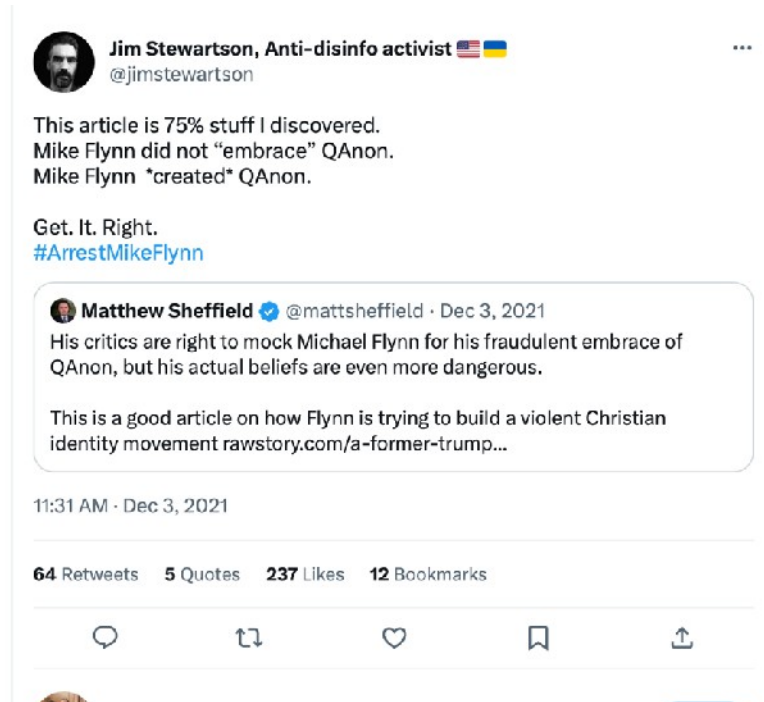 Jim Stewartson, Anti-disinfo activist 🇺🇸🇺🇦
@jimstewartson
This article is 75% stuff I discovered.
Mike Flynn did not “embrace” QAnon.
Mike Flynn *created* QAnon.
Get. It. Right.
#ArrestMikeFlynn
Matthew Sheffield @mattsheffield · Dec 3, 2021
His critics are right to mock Michael Flynn for his fraudulent embrace of
QAnon, but his actual beliefs are even more dangerous.
This is a good article on how Flynn is trying to build a violent Christian
identity movement rawstory.com/a-former-trump...
11:31 AM · Dec 3, 2021
64 Retweets 5 Quotes 237 Likes 12 Bookmarks